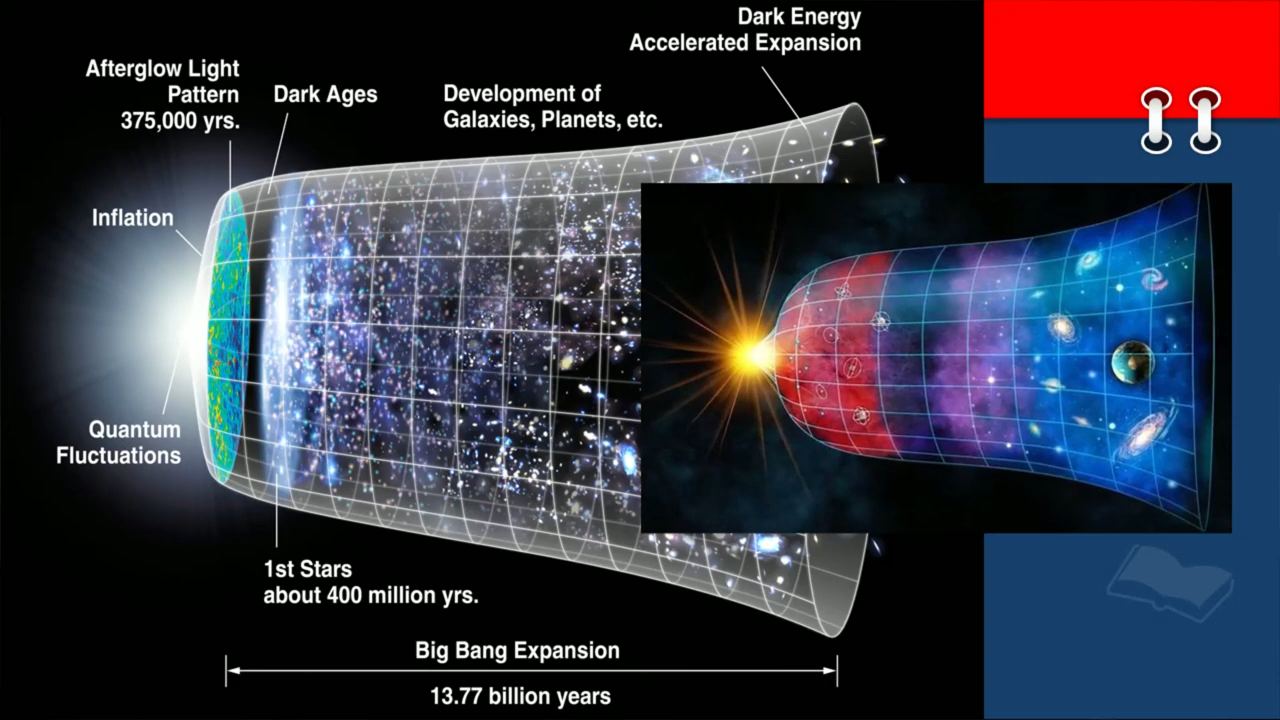 Dark Energy
Accelerated Expansion
Afterglow Light
Pattern
375,000 yrs.
Dark Ages
Development of
Galaxies, Planets, etc.
Inflation
Quantum
Fluctuations
1st Stars
about 400 million yrs.
Big Bang Expansion
13.77 billion years